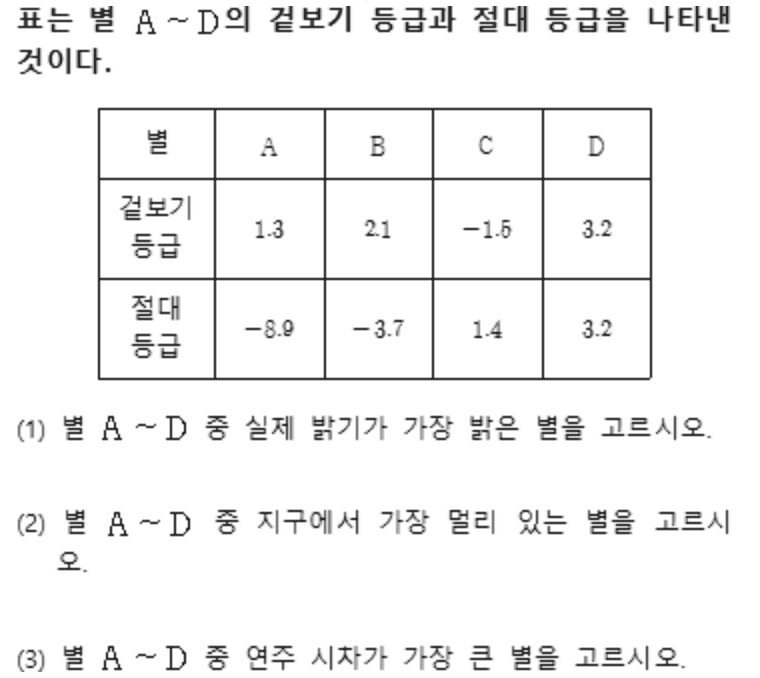 표는 별 A ~ D의 겉보기 등급과 절대 등급을 나타낸
것이다.
별 A B C D
겉보기
등급 1.3 2.1 -1.5 3.2
절대
등급 -8.9 -3.7 1.4 3.2
(1) 별 A ~ D 중 실제 밝기가 가장 밝은 별을 고르시오.
(2) 별 A ~ D 중 지구에서 가장 멀리 있는 별을 고르시
오.
(3) 별 A ~ D 중 연주 시차가 가장 큰 별을 고르시오.